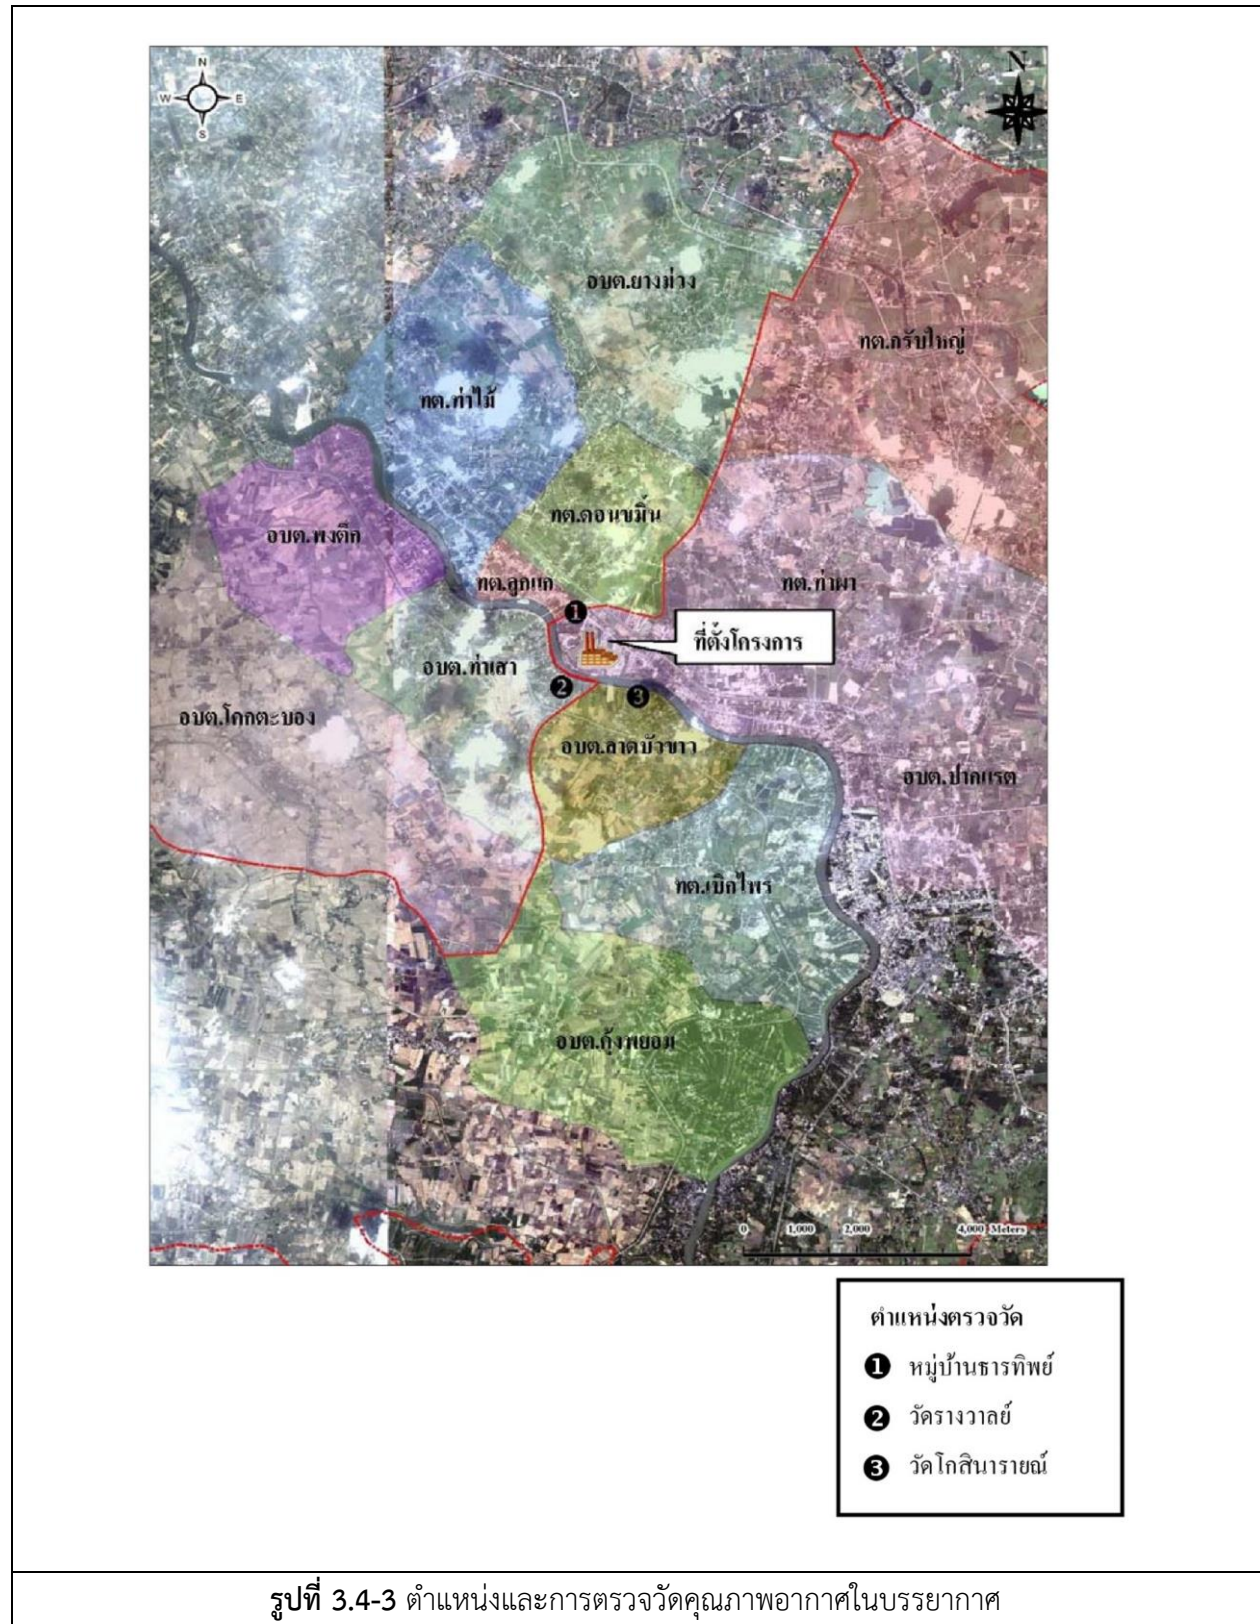 N
W
E
S
N
อบต.ยางม่วง
ทต.กรับใหญ่
ทต.ท่าไม้
ทต.ดอนขมิ้น
อบต.พงตึก
ทต.ลูกแก
ทต.ท่าผา
1
ที่ตั้งโครงการ
อบต.ท่าเสา
2
3
อบต.โคกตะบอง
อบต.ลาดบัวขาว
อบต.ปากแรต
ทต.เบิกไพร
อบต.กุ้งพยอม
0 1,000 2,000 4,000 Meters
ตำแหน่งตรวจวัด
1 หมู่บ้านธารทิพย์
2 วัดรางวาลย์
3 วัดโกสินารายณ์
รูปที่ 3.4-3 ตำแหน่งและการตรวจวัดคุณภาพอากาศในบรรยากาศ